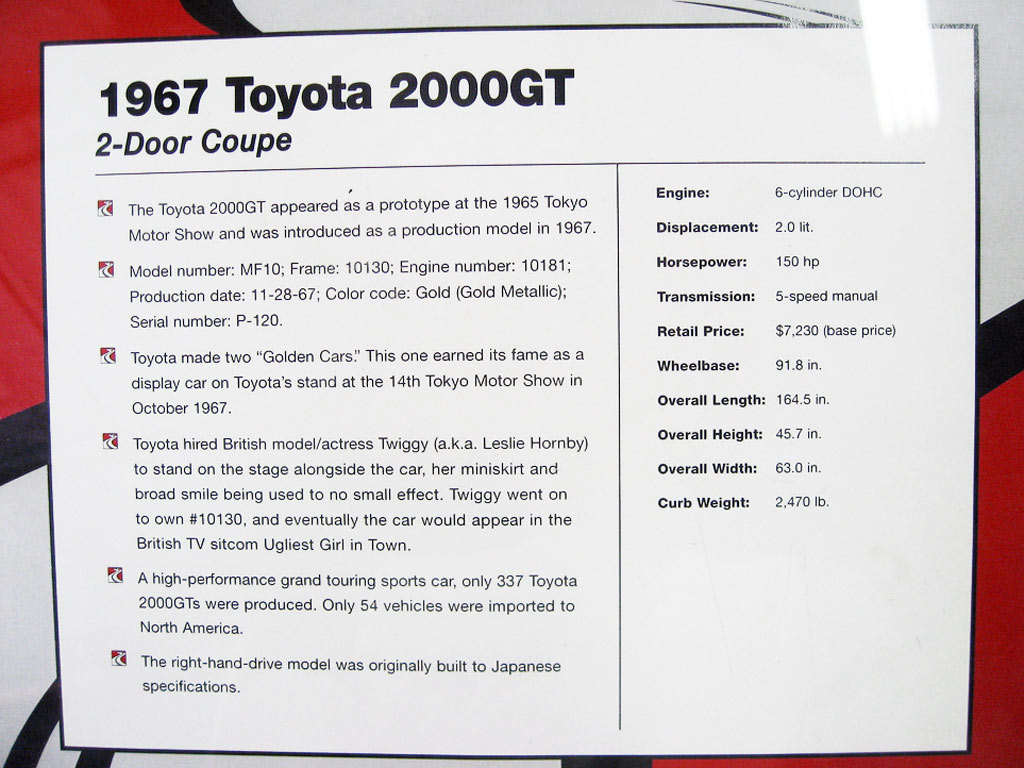 1967 Toyota 2000GT
2-Door Coupe
The Toyota 2000GT appeared as a prototype at the 1965 Tokyo
Motor Show and was introduced as a production model in 1967.
Model number: MF10; Frame: 10130; Engine number: 10181;
Production date: 11-28-67; Color code: Gold (Gold Metallic);
Serial number: P-120.
Toyota made two “Golden Cars.” This one earned its fame as a
display car on Toyota’s stand at the 14th Tokyo Motor Show in
October 1967.
Toyota hired British model/actress Twiggy (a.k.a. Leslie Hornby)
to stand on the stage alongside the car, her miniskirt and
broad smile being used to no small effect. Twiggy went on
to own #10130, and eventually the car would appear in the
British TV sitcom Ugliest Girl in Town.
A high-performance grand touring sports car, only 337 Toyota
2000GTs were produced. Only 54 vehicles were imported to
North America.
The right-hand-drive model was originally built to Japanese
specifications.
Engine: 6-cylinder DOHC
Displacement: 2.0 lit.
Horsepower: 150 hp
Transmission: 5-speed manual
Retail Price: $7,230 (base price)
Wheelbase: 91.8 in.
Overall Length: 164.5 in.
Overall Height: 45.7 in.
Overall Width: 63.0 in.
Curb Weight: 2,470 lb.